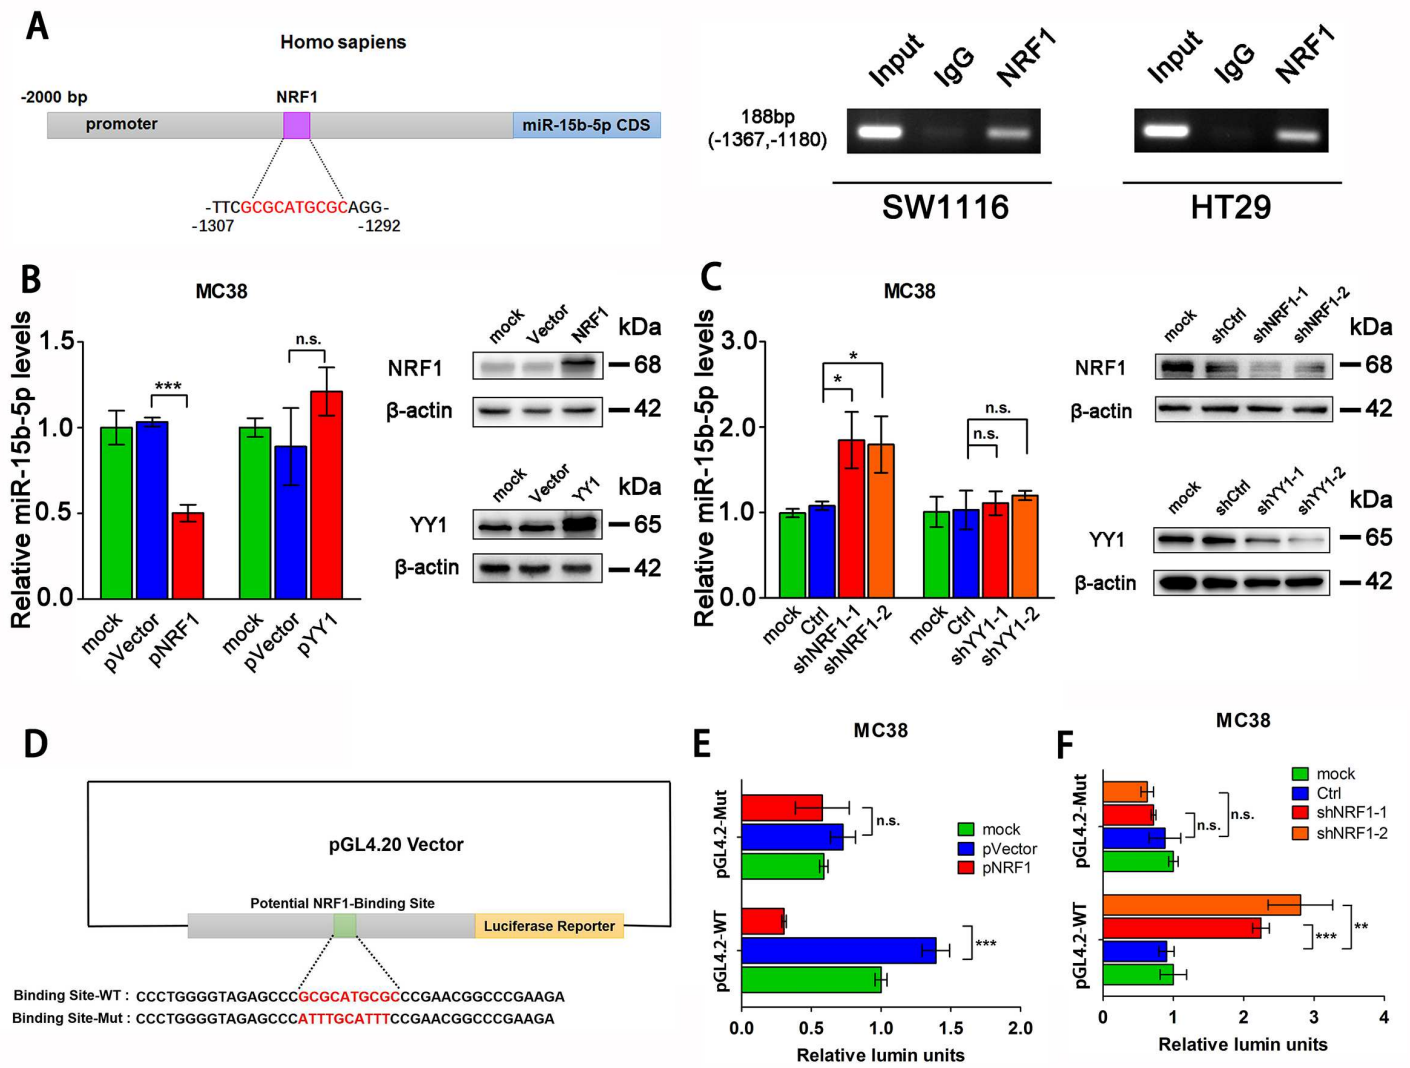 A
Homo sapiens
-2000 bp
NRF1
promoter
miR-15b-5p CDS
-TTCGCGCATGCGCAGG-
-1307
-1292
Input
IgG
NRF1
Input
IgG
NRF1
188bp
(-1367,-1180)
SW1116
HT29
B
MC38
Relative miR-15b-5p levels
1.5
1.0
0.5
0.0
***
n.s.
mock
pVector
pNRF1
mock
pVector
pYY1
mock
Vector
NRF1
kDa
NRF1
68
β-actin
42
mock
Vector
YY1
kDa
YY1
65
β-actin
42
C
MC38
Relative miR-15b-5p levels
3.0
2.0
1.0
0.0
*
*
n.s.
n.s.
mock
Ctrl
shNRF1-1
shNRF1-2
mock
Ctrl
shYY1-1
shYY1-2
mock
shCtrl
shNRF1-1
shNRF1-2
kDa
NRF1
68
β-actin
42
mock
shCtrl
shYY1-1
shYY1-2
kDa
YY1
65
β-actin
42
D
pGL4.20 Vector
Potential NRF1-Binding Site
Luciferase Reporter
Binding Site-WT : CCCTGGGGTAGAGCCCGCGCATGCGCCCGAACGGCCCGAAGA
Binding Site-Mut : CCCTGGGGTAGAGCCCATTTGCATTTCCGAACGGCCCGAAGA
E
MC38
pGL4.2-Mut
pGL4.2-WT
n.s.
***
mock
pVector
pNRF1
0.0
0.5
1.0
1.5
2.0
Relative lumin units
F
MC38
pGL4.2-Mut
pGL4.2-WT
n.s.
n.s.
***
**
mock
Ctrl
shNRF1-1
shNRF1-2
0
1
2
3
4
Relative lumin units